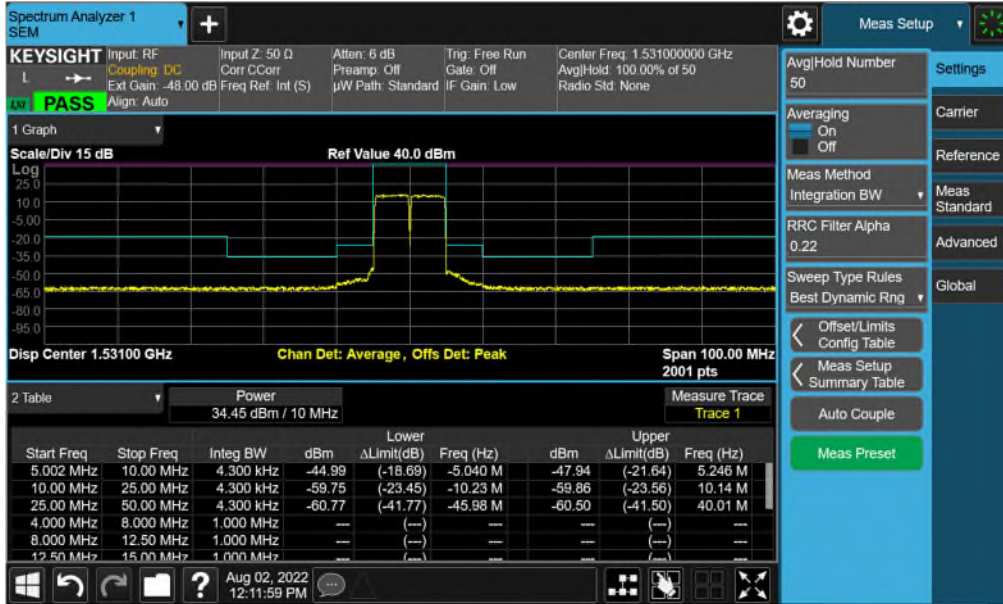 Spectrum Analyzer 1
SEM
+
Meas Setup
KEYSIGHT
L
LXI
PASS
Input: RF
Coupling: DC
Ext Gain: -48.00 dB
Align: Auto
Input Z: 50 Ω
Corr CCorr
Freq Ref: Int (S)
Atten: 6 dB
Preamp: Off
µW Path: Standard
Trig: Free Run
Gate: Off
IF Gain: Low
Center Freq: 1.531000000 GHz
Avg|Hold: 100.00% of 50
Radio Std: None
1 Graph
Scale/Div 15 dB
Ref Value 40.0 dBm
Log
25.0
10.0
-5.00
-20.0
-35.0
-50.0
-65.0
-80.0
-95.0
Disp Center 1.53100 GHz
Chan Det: Average, Offs Det: Peak
Span 100.00 MHz
2001 pts
2 Table
Power
34.45 dBm / 10 MHz
Measure Trace
Trace 1
Lower Upper
Start Freq Stop Freq Integ BW dBm ΔLimit(dB) Freq (Hz) dBm ΔLimit(dB) Freq (Hz)
5.002 MHz 10.00 MHz 4.300 kHz -44.99 (-18.69) -5.040 M -47.94 (-21.64) 5.246 M
10.00 MHz 25.00 MHz 4.300 kHz -59.75 (-23.45) -10.23 M -59.86 (-23.56) 10.14 M
25.00 MHz 50.00 MHz 4.300 kHz -60.77 (-41.77) -45.98 M -60.50 (-41.50) 40.01 M
4.000 MHz 8.000 MHz 1.000 MHz --- (---) --- --- (---) ---
8.000 MHz 12.50 MHz 1.000 MHz --- (---) --- --- (---) ---
12.50 MHz 15.00 MHz 1.000 MHz --- (---) --- --- (---) ---
?
Aug 02, 2022
12:11:59 PM
Avg|Hold Number
50
Averaging
On
Off
Meas Method
Integration BW
RRC Filter Alpha
0.22
Sweep Type Rules
Best Dynamic Rng
Offset/Limits
Config Table
Meas Setup
Summary Table
Auto Couple
Meas Preset
Settings
Carrier
Reference
Meas
Standard
Advanced
Global